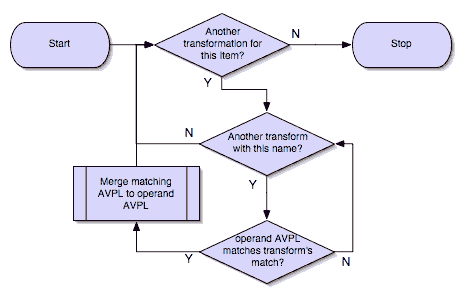 Start
Another
transformation for
this Item?
N
Stop
Y
N
Another transform
with this name?
Y
Merge matching
AVPL to operand
AVPL
operand AVPL
matches transform's
match?
Y
N